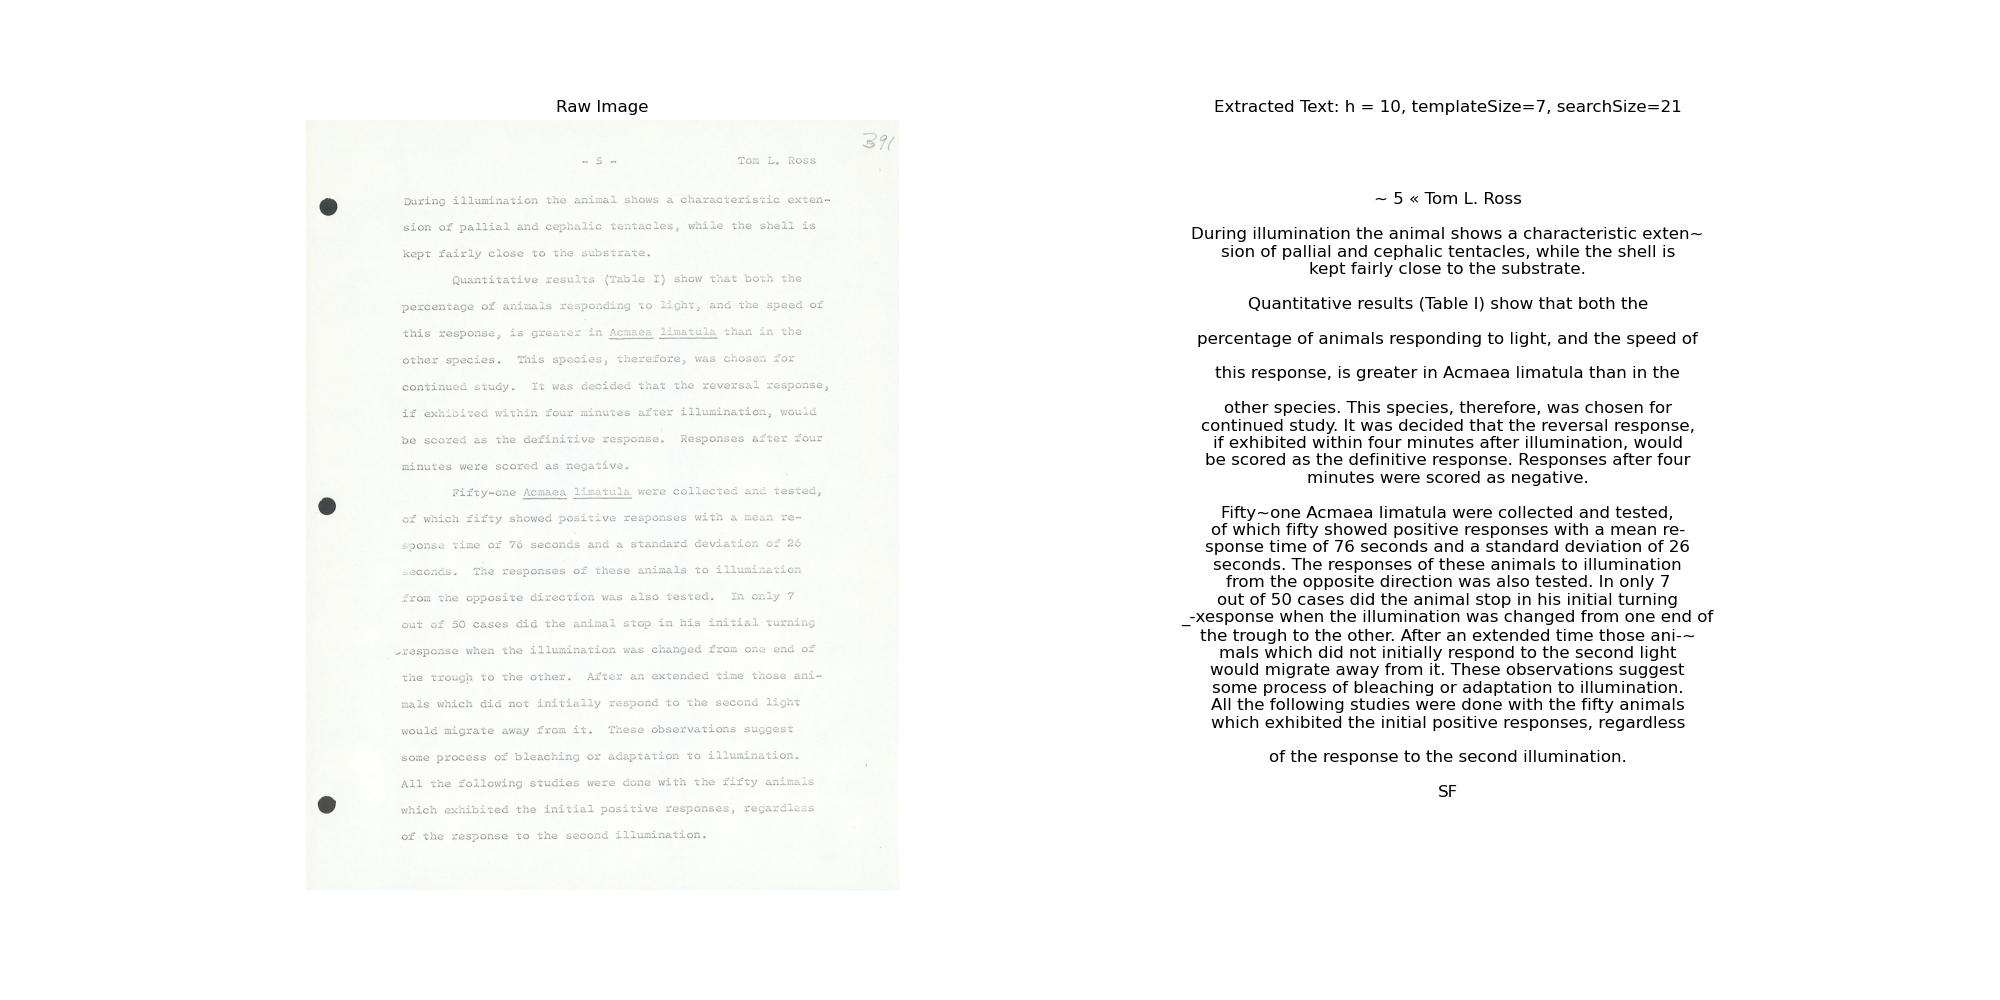 Raw Image
391
- 5 - Tom L. Ross
During illumination the animal shows a characteristic exten-
sion of pallial and cephalic tentacles, while the shell is
kept fairly close to the substrate.
Quantitative results (Table I) show that both the
percentage of animals responding to light, and the speed of
this response, is greater in Acmaea limatula than in the
other species. This species, therefore, was chosen for
continued study. It was decided that the reversal response,
if exhibited within four minutes after illumination, would
be scored as the definitive response. Responses after four
minutes were scored as negative.
Fifty-one Acmaea limatula were collected and tested,
of which fifty showed positive responses with a mean re-
sponse time of 76 seconds and a standard deviation of 26
seconds. The responses of these animals to illumination
from the opposite direction was also tested. In only 7
out of 50 cases did the animal stop in his initial turning
response when the illumination was changed from one end of
the trough to the other. After an extended time those ani-
mals which did not initially respond to the second light
would migrate away from it. These observations suggest
some process of bleaching or adaptation to illumination.
All the following studies were done with the fifty animals
which exhibited the initial positive responses, regardless
of the response to the second illumination.
Extracted Text: h = 10, templateSize=7, searchSize=21
~ 5 « Tom L. Ross
During illumination the animal shows a characteristic exten~
sion of pallial and cephalic tentacles, while the shell is
kept fairly close to the substrate.
Quantitative results (Table I) show that both the
percentage of animals responding to light, and the speed of
this response, is greater in Acmaea limatula than in the
other species. This species, therefore, was chosen for
continued study. It was decided that the reversal response,
if exhibited within four minutes after illumination, would
be scored as the definitive response. Responses after four
minutes were scored as negative.
Fifty~one Acmaea limatula were collected and tested,
of which fifty showed positive responses with a mean re-
sponse time of 76 seconds and a standard deviation of 26
seconds. The responses of these animals to illumination
from the opposite direction was also tested. In only 7
out of 50 cases did the animal stop in his initial turning
_-xesponse when the illumination was changed from one end of
the trough to the other. After an extended time those ani-~
mals which did not initially respond to the second light
would migrate away from it. These observations suggest
some process of bleaching or adaptation to illumination.
All the following studies were done with the fifty animals
which exhibited the initial positive responses, regardless
of the response to the second illumination.
SF